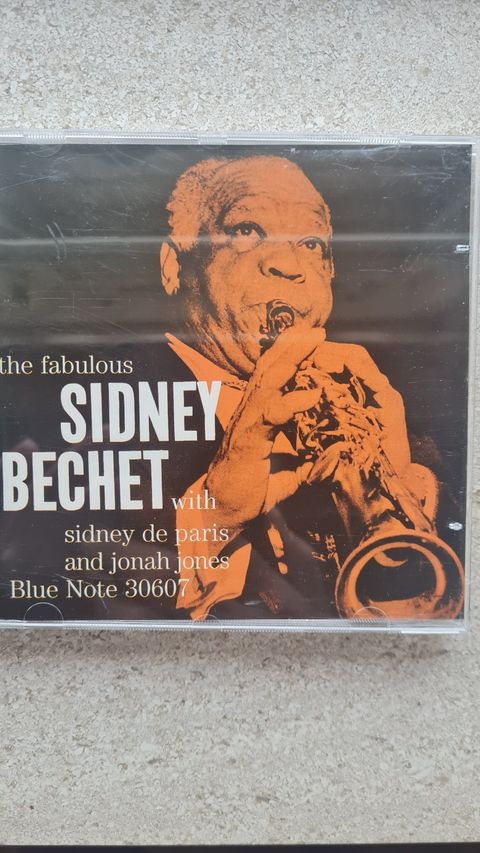 the fabulous
SIDNEY
BECHET with
sidney de paris
and jonah jones
Blue Note 30607